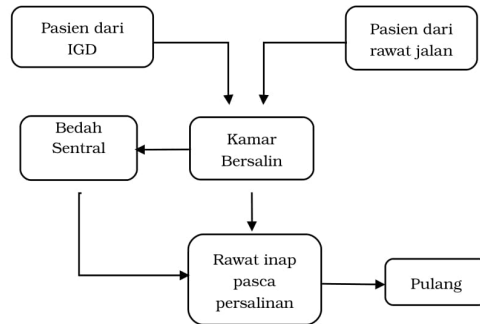 Pasien dari
IGD
Pasien dari
rawat jalan
Bedah
Sentral
Kamar
Bersalin
Rawat inap
pasca
persalinan
Pulang